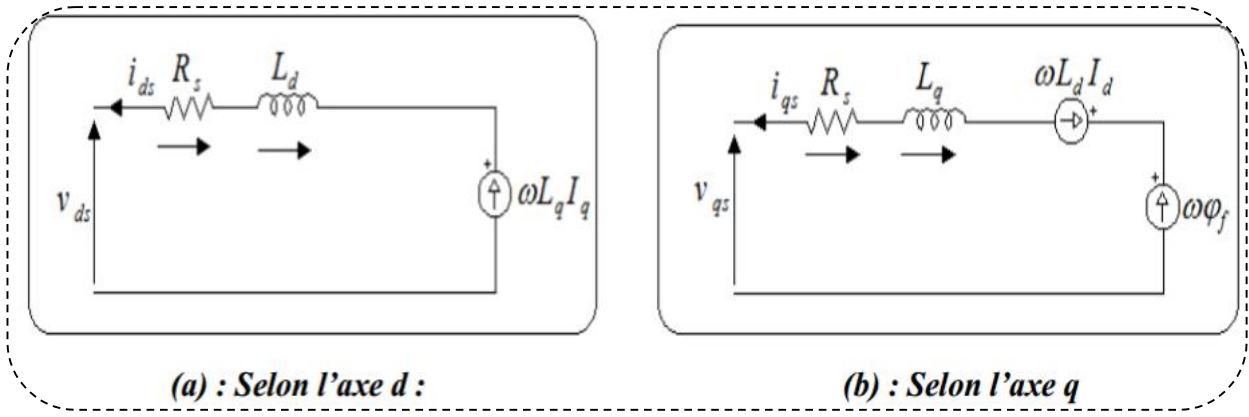 i_ds R_s L_d
v_ds
ωL_qI_q
+
i_qs R_s L_q ωL_dI_d
+
v_qs
+
ωφ_f
(a) : Selon l'axe d :
(b) : Selon l'axe q